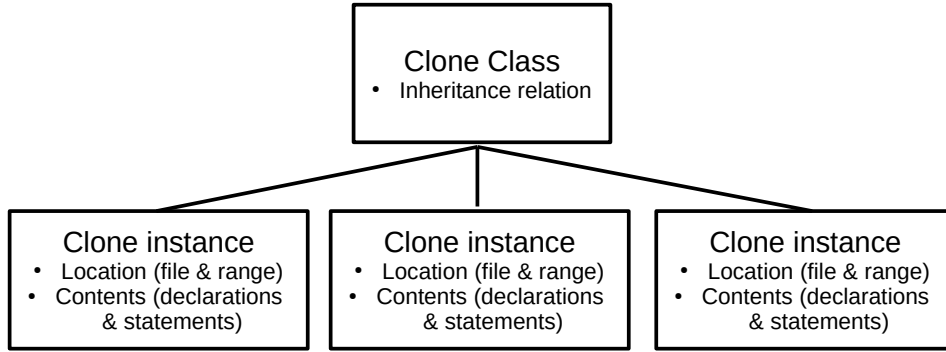 Clone Class
• Inheritance relation
Clone instance
• Location (file & range)
• Contents (declarations
& statements)
Clone instance
• Location (file & range)
• Contents (declarations
& statements)
Clone instance
• Location (file & range)
• Contents (declarations
& statements)